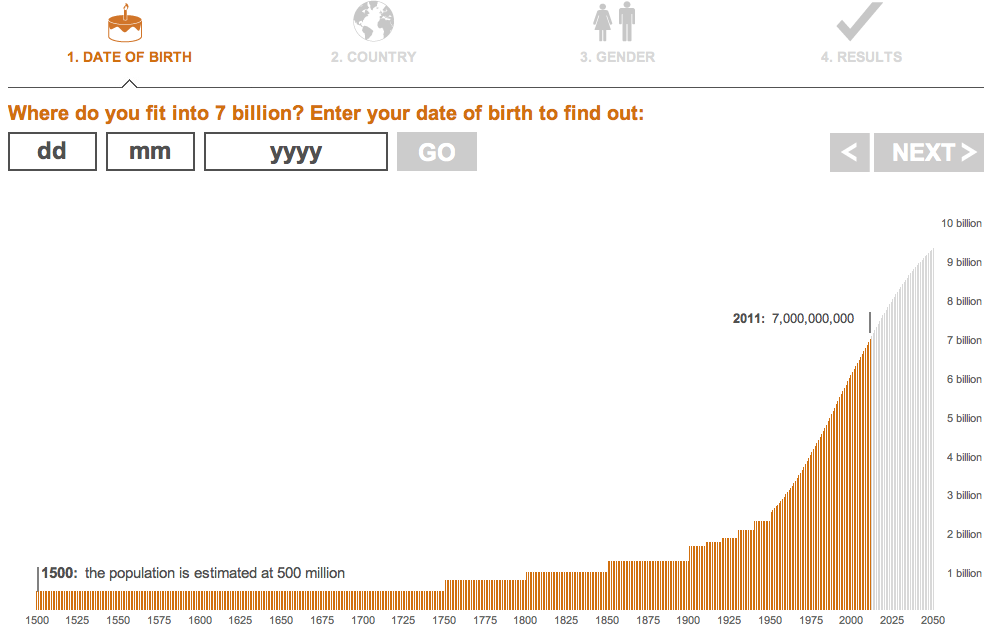 1. DATE OF BIRTH
2. COUNTRY
3. GENDER
4. RESULTS
Where do you fit into 7 billion? Enter your date of birth to find out:
dd mm yyyy GO < NEXT >
10 billion
9 billion
8 billion
2011: 7,000,000,000
7 billion
6 billion
5 billion
4 billion
3 billion
2 billion
1500: the population is estimated at 500 million
1 billion
1500 1525 1550 1575 1600 1625 1650 1675 1700 1725 1750 1775 1800 1825 1850 1875 1900 1925 1950 1975 2000 2025 2050